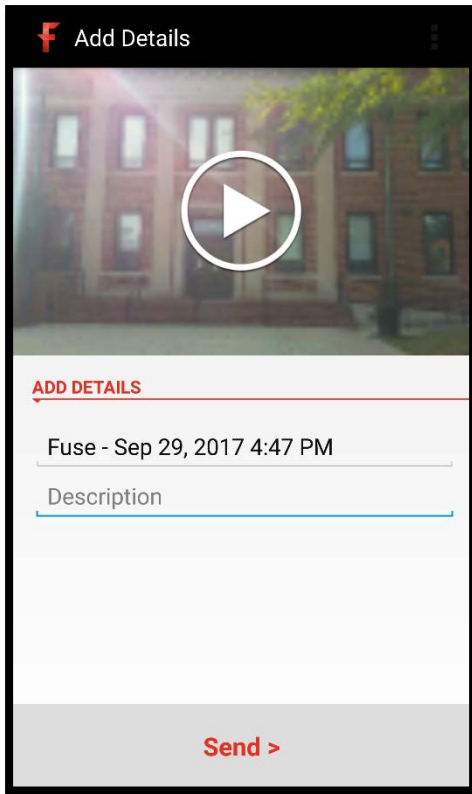 Add Details
ADD DETAILS
Fuse - Sep 29, 2017 4:47 PM
Description
Send >